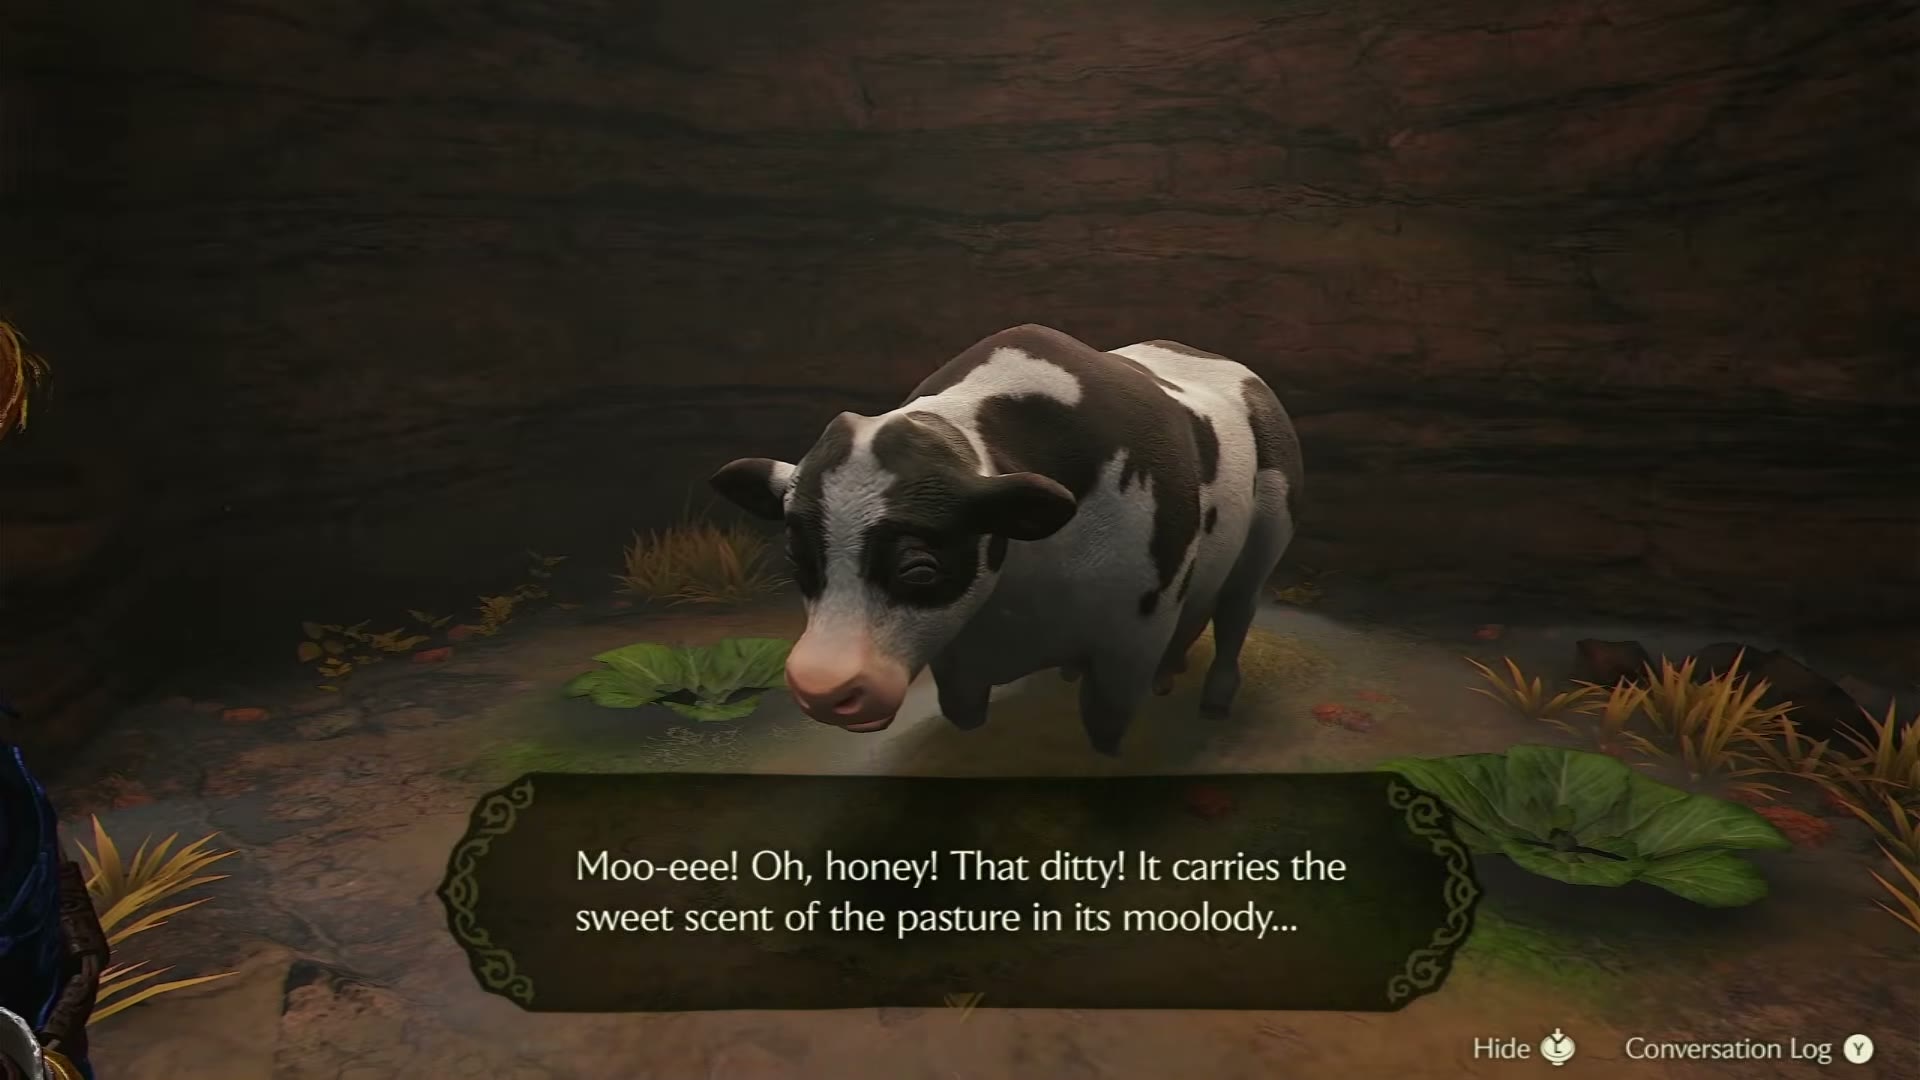 Moo-eee! Oh, honey! That ditty! It carries the
sweet scent of the pasture in its moolody...
Hide L Conversation Log Y